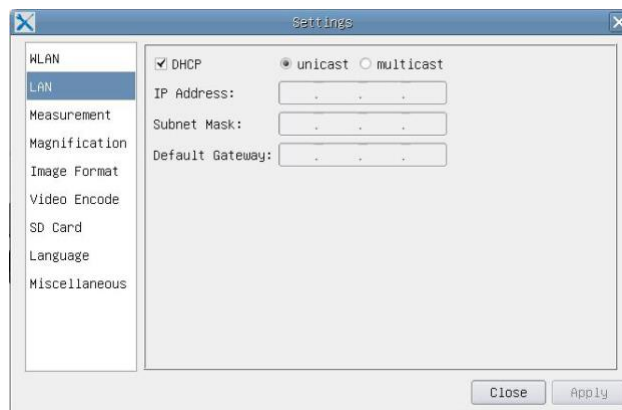 Settings
WLAN
LAN
Measurement
Magnification
Image Format
Video Encode
SD Card
Language
Miscellaneous
DHCP unicast multicast
IP Address: . . .
Subnet Mask: . . .
Default Gateway: . . .
Close Apply